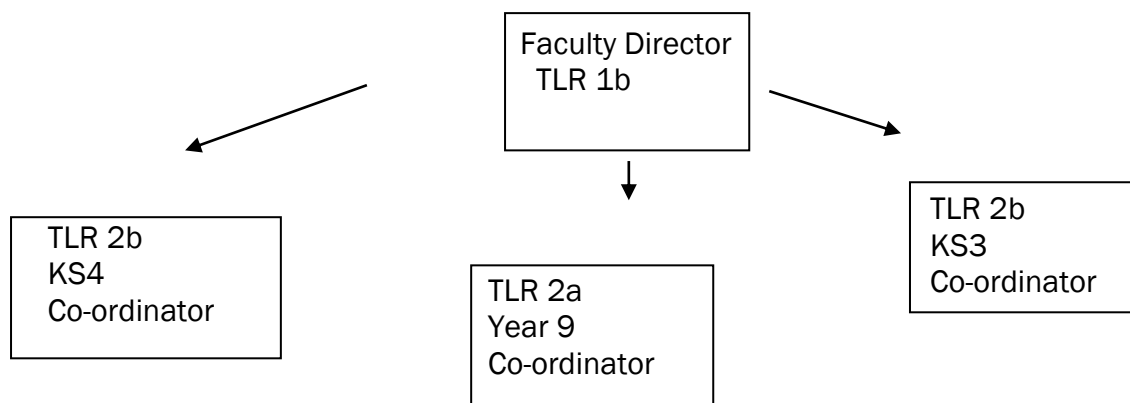 Faculty Director
TLR 1b
TLR 2b
KS4
Co-ordinator
TLR 2a
Year 9
Co-ordinator
TLR 2b
KS3
Co-ordinator